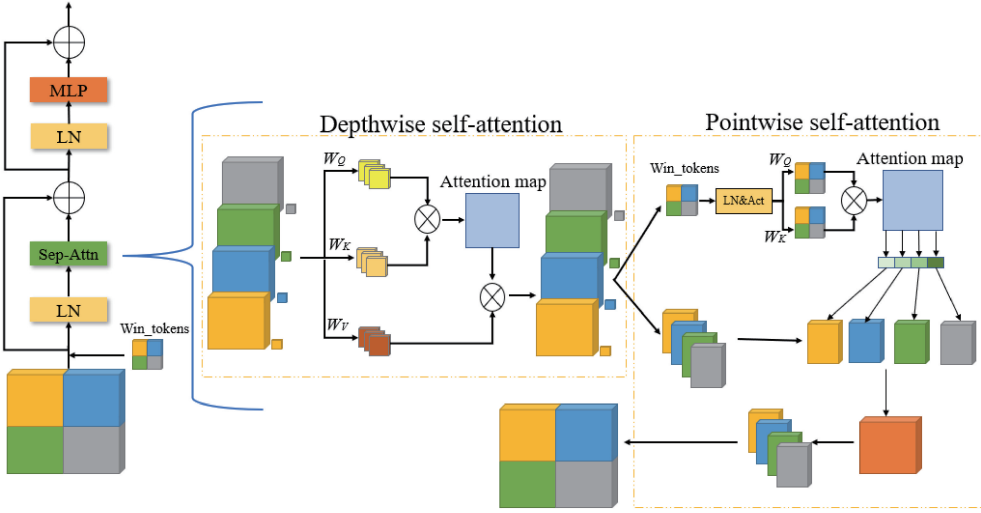 MLP
LN
Sep-Attn
LN
Win_tokens
Depthwise self-attention
W_Q
W_K
W_V
Attention map
Pointwise self-attention
Win_tokens
LN&Act
W_Q
W_K
Attention map